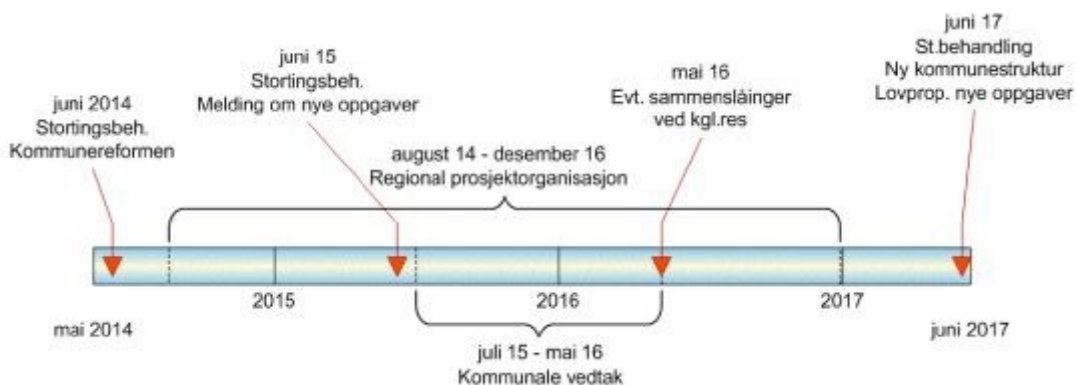 juni 2014
Stortingsbeh.
Kommunereformen
juni 15
Stortingsbeh.
Melding om nye oppgaver
mai 16
Evt. sammenslåinger
ved kgl.res
juni 17
St.behandling
Ny kommunestruktur
Lovprop. nye oppgaver
august 14 - desember 16
Regional prosjektorganisasjon
2015
2016
2017
mai 2014
juni 2017
juli 15 - mai 16
Kommunale vedtak